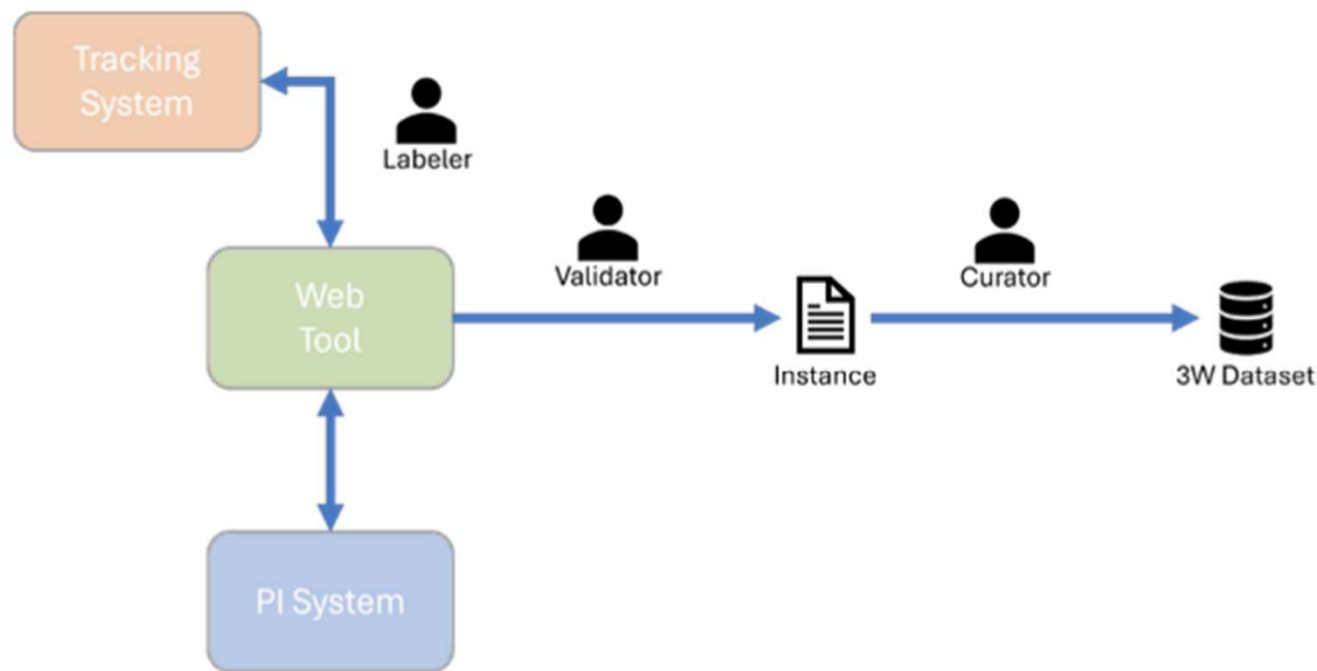 Tracking
System
Labeler
Validator
Curator
Web
Tool
Instance
3W Dataset
PI System